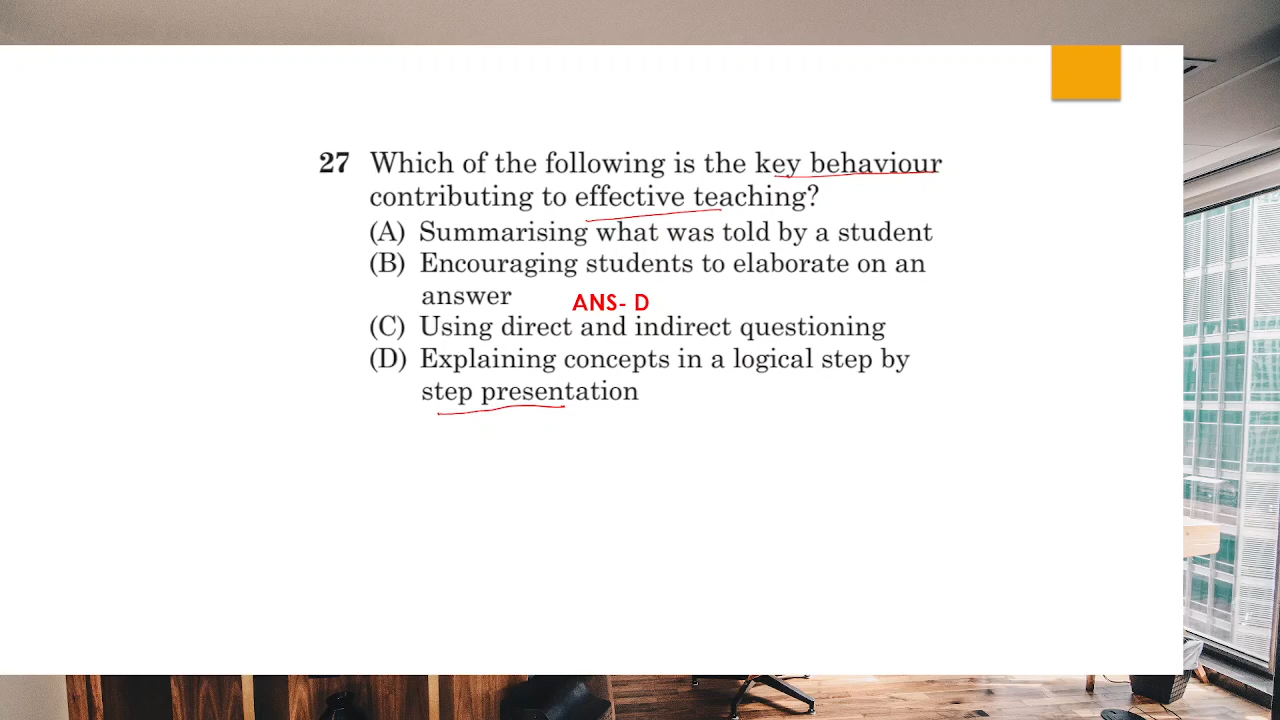 27 Which of the following is the key behaviour
contributing to effective teaching?
(A) Summarising what was told by a student
(B) Encouraging students to elaborate on an
answer
ANS- D
(C) Using direct and indirect questioning
(D) Explaining concepts in a logical step by
step presentation